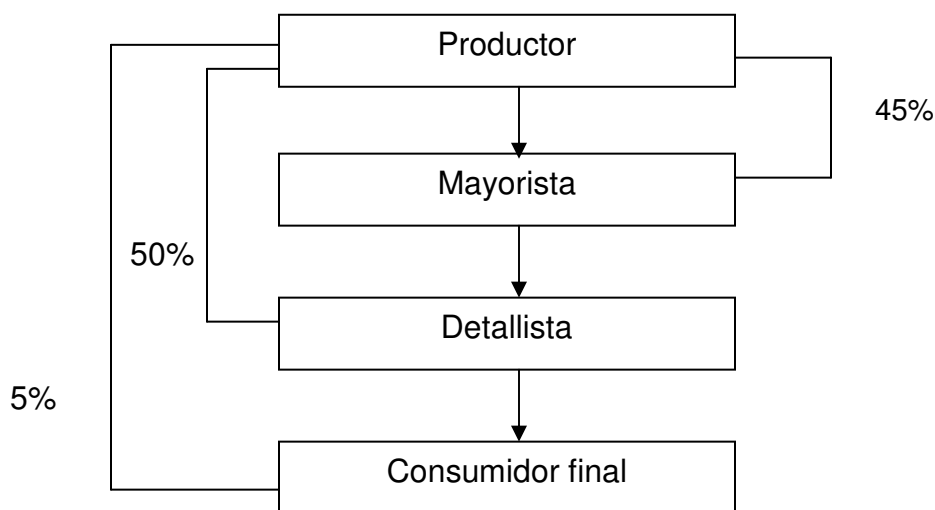 Productor
45%
Mayorista
50%
Detallista
5%
Consumidor final